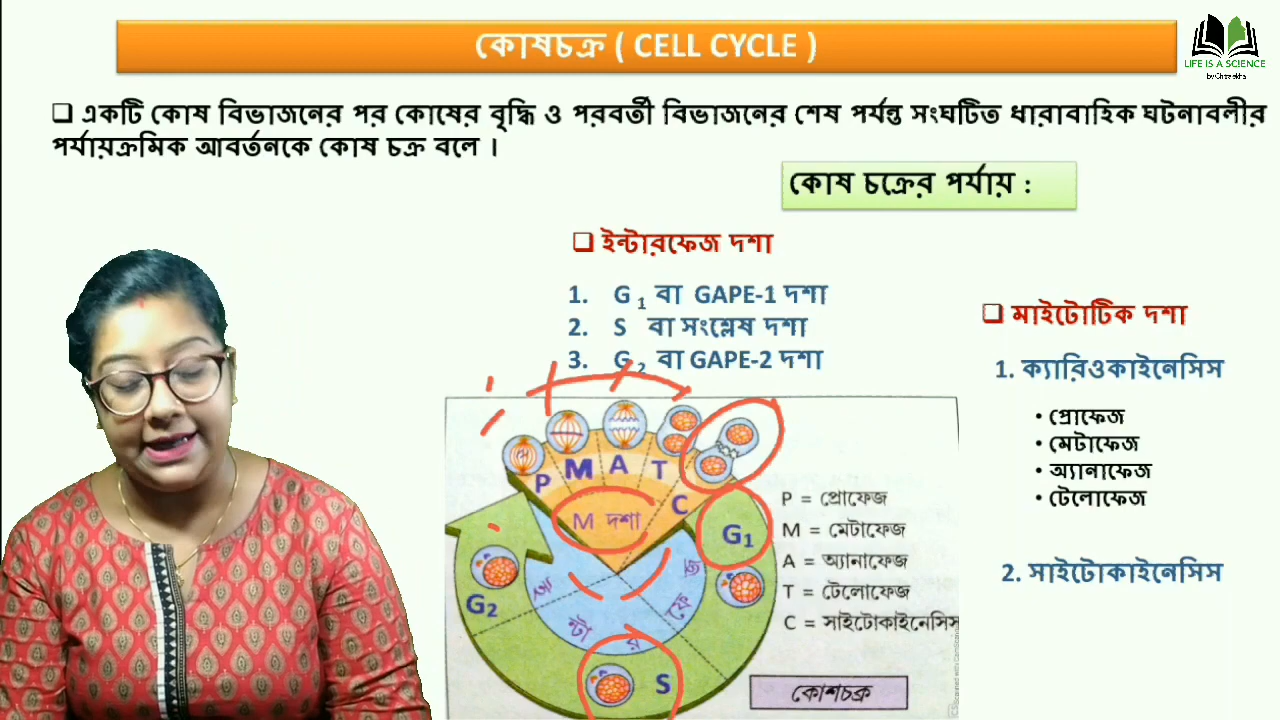 কোষচক্র ( CELL CYCLE )
LIFE IS A SCIENCE
❑ একটি কোষ বিভাজনের পর কোষের বৃদ্ধি ও পরবর্তী বিভাজনের শেষ পর্যন্ত সংঘটিত ধারাবাহিক ঘটনাবলীর
পর্যায়ক্রমিক আবর্তনকে কোষ চক্র বলে ।
কোষ চক্রের পর্যায় :
❑ ইন্টারফেজ দশা
1. G 1 বা GAPE-1 দশা
2. S বা সংশ্লেষ দশা
3. G 2 বা GAPE-2 দশা
❑ মাইটোটিক দশা
1. ক্যারিওকাইনেসিস
• প্রোফেজ
• মেটাফেজ
• অ্যানাফেজ
• টেলোফেজ
2. সাইটোকাইনেসিস
P M A T C
M দশা
G1
G2
S
ই ন্টা র ফে জ
P = প্রোফেজ
M = মেটাফেজ
A = অ্যানাফেজ
T = টেলোফেজ
C = সাইটোকাইনেসিস
কোশচক্র